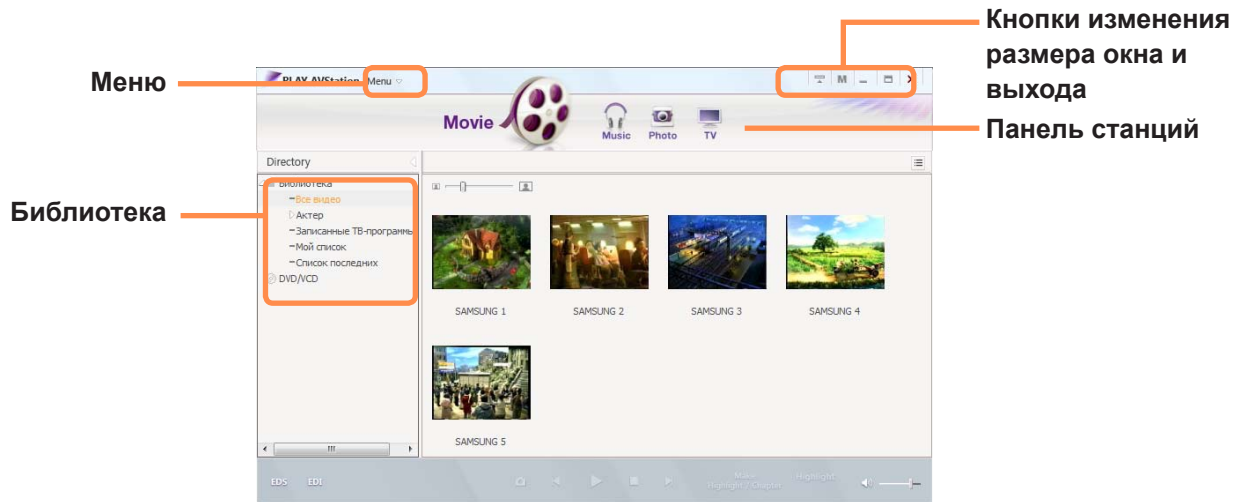 Кнопки изменения
размера окна и
выхода
Меню
PLAY AVStation Menu
M
Movie
Music
Photo
TV
Панель станций
Directory
Библиотека
Библиотека
Все видео
Актер
Записанные ТВ-программы
Мой список
Список последних
DVD/VCD
SAMSUNG 1
SAMSUNG 2
SAMSUNG 3
SAMSUNG 4
SAMSUNG 5
EDS
EDI
Make
Highlight / Chapter
Highlight